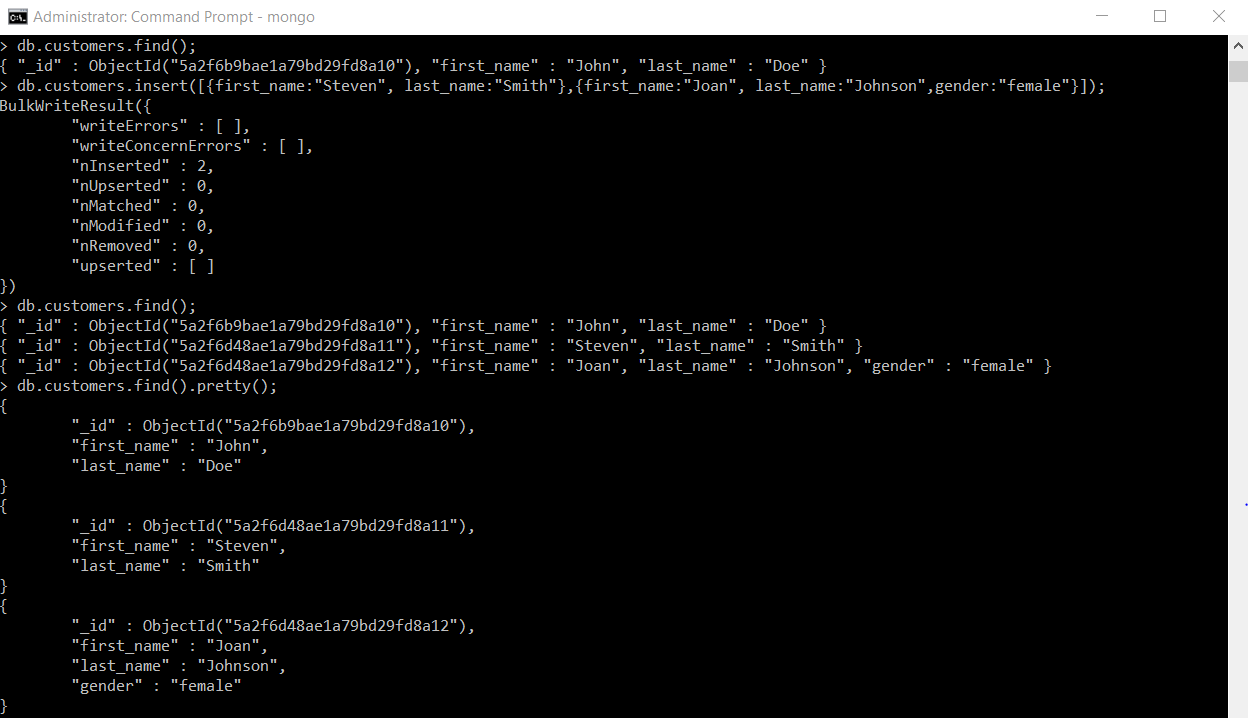 Administrator: Command Prompt - mongo
> db.customers.find();
{ "_id" : ObjectId("5a2f6b9bae1a79bd29fd8a10"), "first_name" : "John", "last_name" : "Doe" }
> db.customers.insert([{first_name:"Steven", last_name:"Smith"},{first_name:"Joan", last_name:"Johnson",gender:"female"}]);
BulkWriteResult({
        "writeErrors" : [ ],
        "writeConcernErrors" : [ ],
        "nInserted" : 2,
        "nUpserted" : 0,
        "nMatched" : 0,
        "nModified" : 0,
        "nRemoved" : 0,
        "upserted" : [ ]
})
> db.customers.find();
{ "_id" : ObjectId("5a2f6b9bae1a79bd29fd8a10"), "first_name" : "John", "last_name" : "Doe" }
{ "_id" : ObjectId("5a2f6d48ae1a79bd29fd8a11"), "first_name" : "Steven", "last_name" : "Smith" }
{ "_id" : ObjectId("5a2f6d48ae1a79bd29fd8a12"), "first_name" : "Joan", "last_name" : "Johnson", "gender" : "female" }
> db.customers.find().pretty();
{
        "_id" : ObjectId("5a2f6b9bae1a79bd29fd8a10"),
        "first_name" : "John",
        "last_name" : "Doe"
}
{
        "_id" : ObjectId("5a2f6d48ae1a79bd29fd8a11"),
        "first_name" : "Steven",
        "last_name" : "Smith"
}
{
        "_id" : ObjectId("5a2f6d48ae1a79bd29fd8a12"),
        "first_name" : "Joan",
        "last_name" : "Johnson",
        "gender" : "female"
}